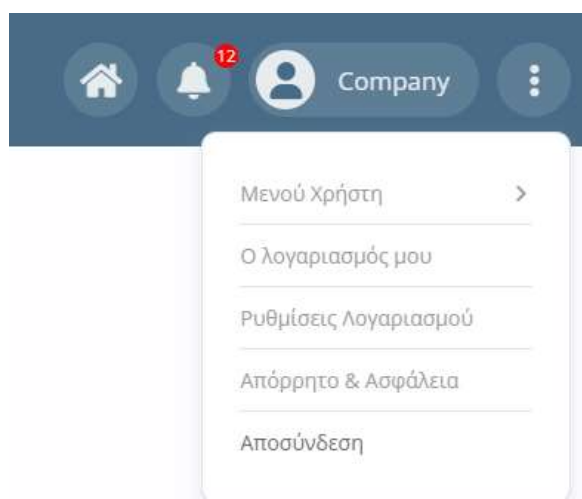 12
Company
Μενού Χρήστη
Ο λογαριασμός μου
Ρυθμίσεις Λογαριασμού
Απόρρητο & Ασφάλεια
Αποσύνδεση